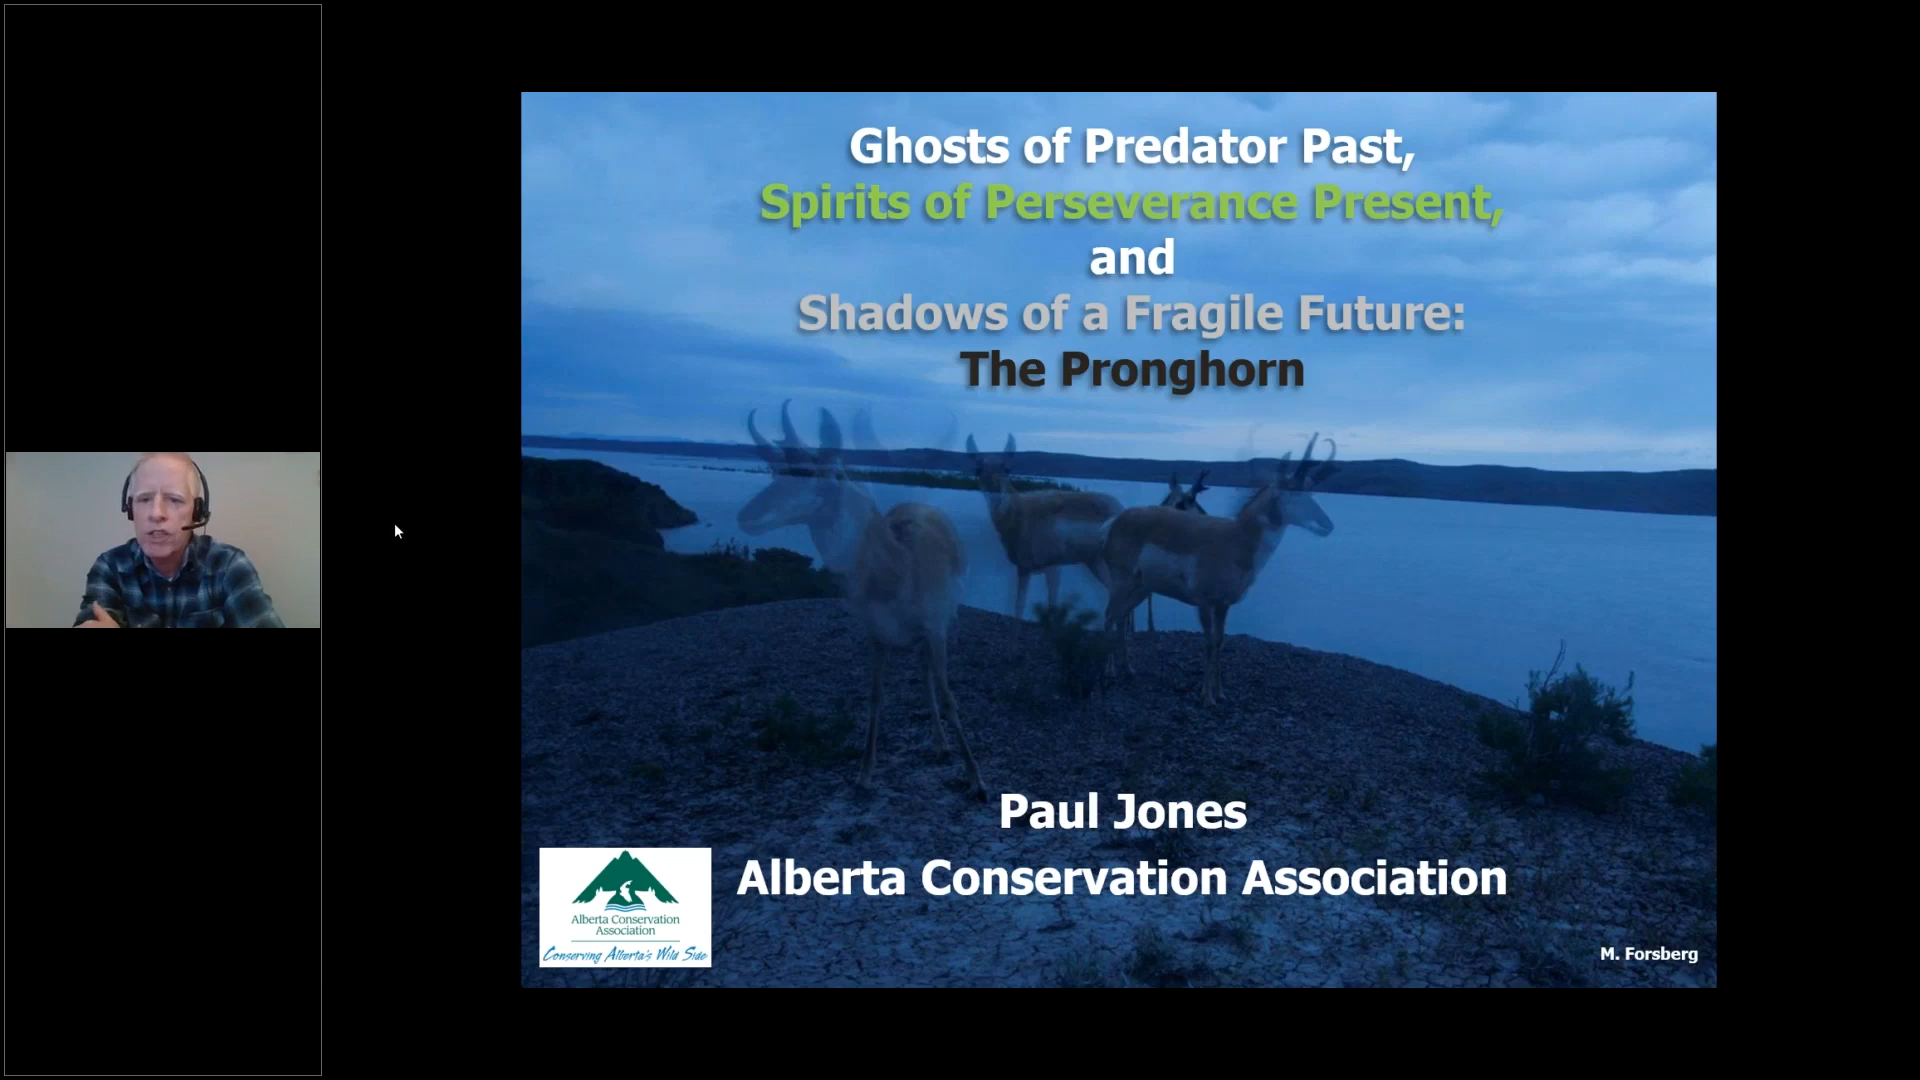 Ghosts of Predator Past,
Spirits of Perseverance Present,
and
Shadows of a Fragile Future:
The Pronghorn
Paul Jones
Alberta Conservation Association
Alberta Conservation
Association
Conserving Alberta's Wild Side
M. Forsberg